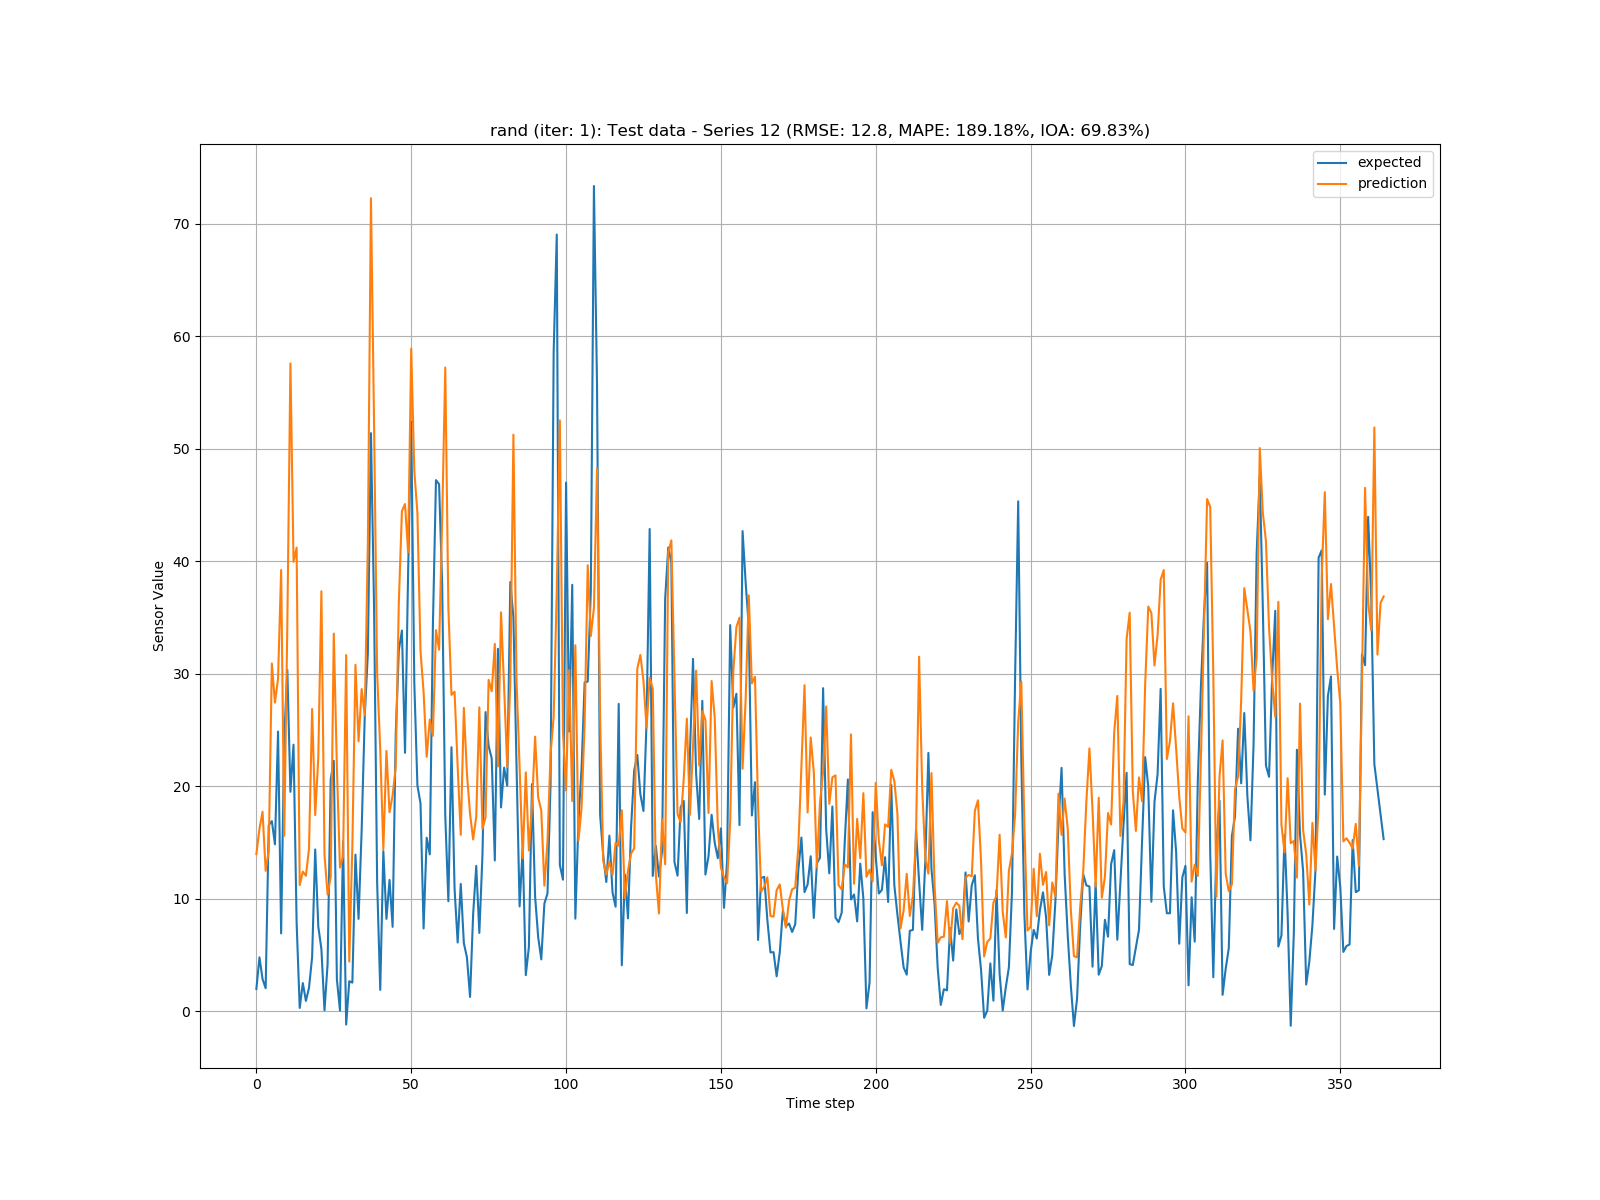 rand (iter: 1): Test data - Series 12 (RMSE: 12.8, MAPE: 189.18%, IOA: 69.83%)
expected
prediction
70
60
50
40
30
20
10
0
Sensor Value
0 50 100 150 200 250 300 350
Time step